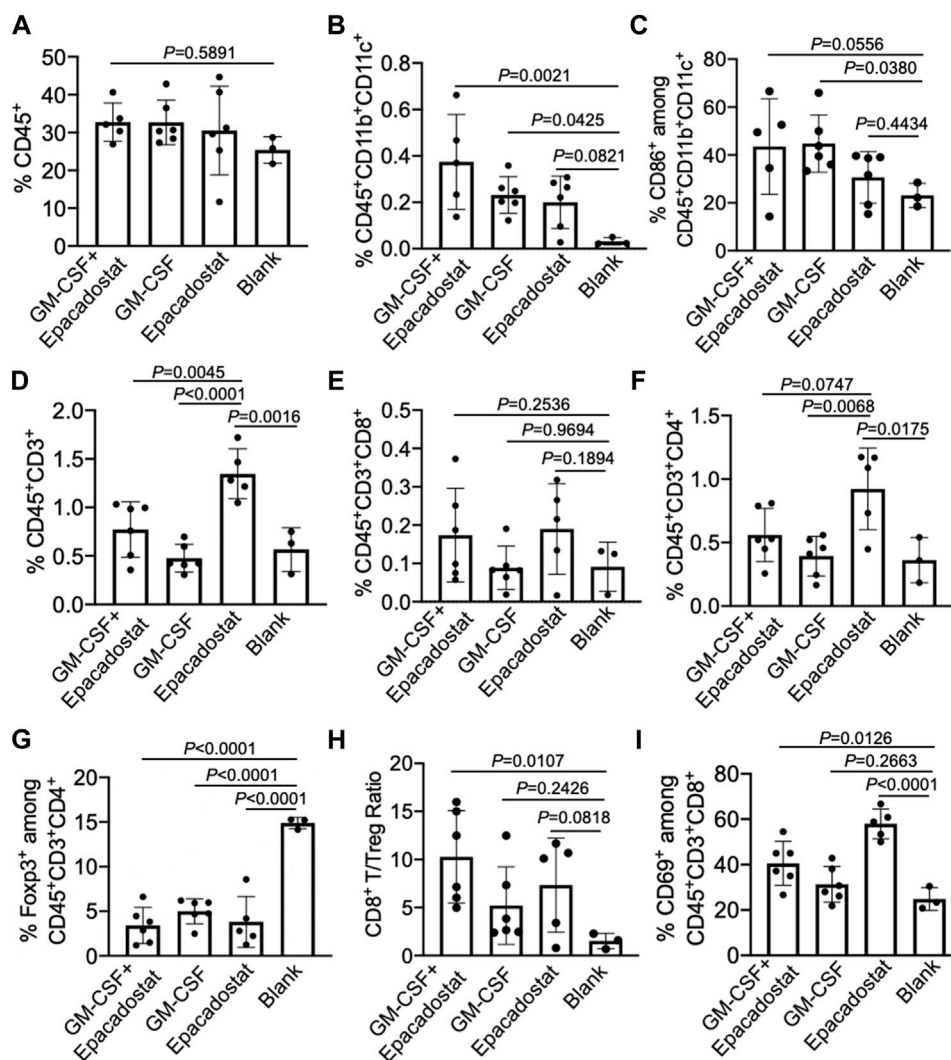 A
P=0.5891
% CD45+
50
40
30
20
10
0
GM-CSF+
Epacadostat
GM-CSF
Epacadostat
Blank
B
P=0.0021
P=0.0425
P=0.0821
% CD45+CD11b+CD11c+
0.8
0.6
0.4
0.2
0.0
GM-CSF+
Epacadostat
GM-CSF
Epacadostat
Blank
C
P=0.0556
P=0.0380
P=0.4434
% CD86+ among
CD45+CD11b+CD11c+
80
60
40
20
0
GM-CSF+
Epacadostat
GM-CSF
Epacadostat
Blank
D
P=0.0045
P<0.0001
P=0.0016
% CD45+CD3+
2.0
1.5
1.0
0.5
0.0
GM-CSF+
Epacadostat
GM-CSF
Epacadostat
Blank
E
P=0.2536
P=0.9694
P=0.1894
% CD45+CD3+CD8+
0.5
0.4
0.3
0.2
0.1
0.0
GM-CSF+
Epacadostat
GM-CSF
Epacadostat
Blank
F
P=0.0747
P=0.0068
P=0.0175
% CD45+CD3+CD4+
1.5
1.0
0.5
0.0
GM-CSF+
Epacadostat
GM-CSF
Epacadostat
Blank
G
P<0.0001
P<0.0001
P<0.0001
% Foxp3+ among
CD45+CD3+CD4+
20
15
10
5
0
GM-CSF+
Epacadostat
GM-CSF
Epacadostat
Blank
H
P=0.0107
P=0.2426
P=0.0818
CD8+ T/Treg Ratio
20
15
10
5
0
GM-CSF+
Epacadostat
GM-CSF
Epacadostat
Blank
I
P=0.0126
P=0.2663
P<0.0001
% CD69+ among
CD45+CD3+CD8+
80
60
40
20
0
GM-CSF+
Epacadostat
GM-CSF
Epacadostat
Blank